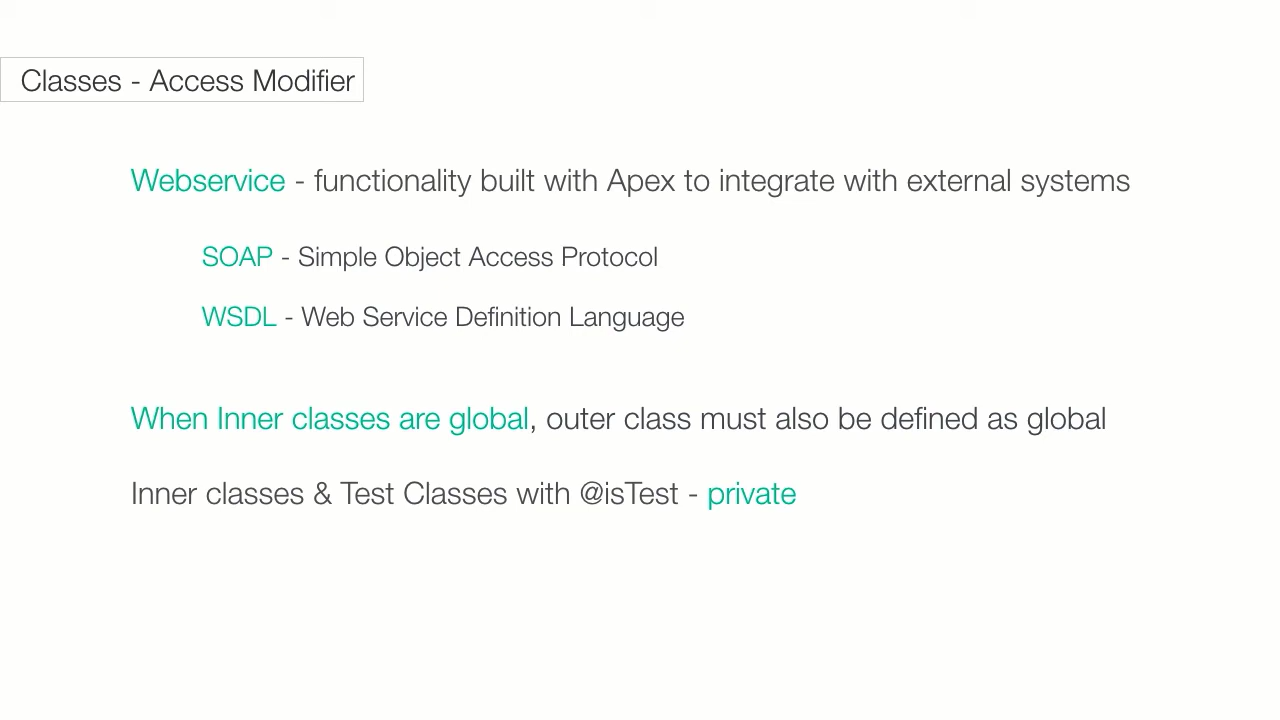 Classes - Access Modifier
Webservice - functionality built with Apex to integrate with external systems
SOAP - Simple Object Access Protocol
WSDL - Web Service Definition Language
When Inner classes are global, outer class must also be defined as global
Inner classes & Test Classes with @isTest - private